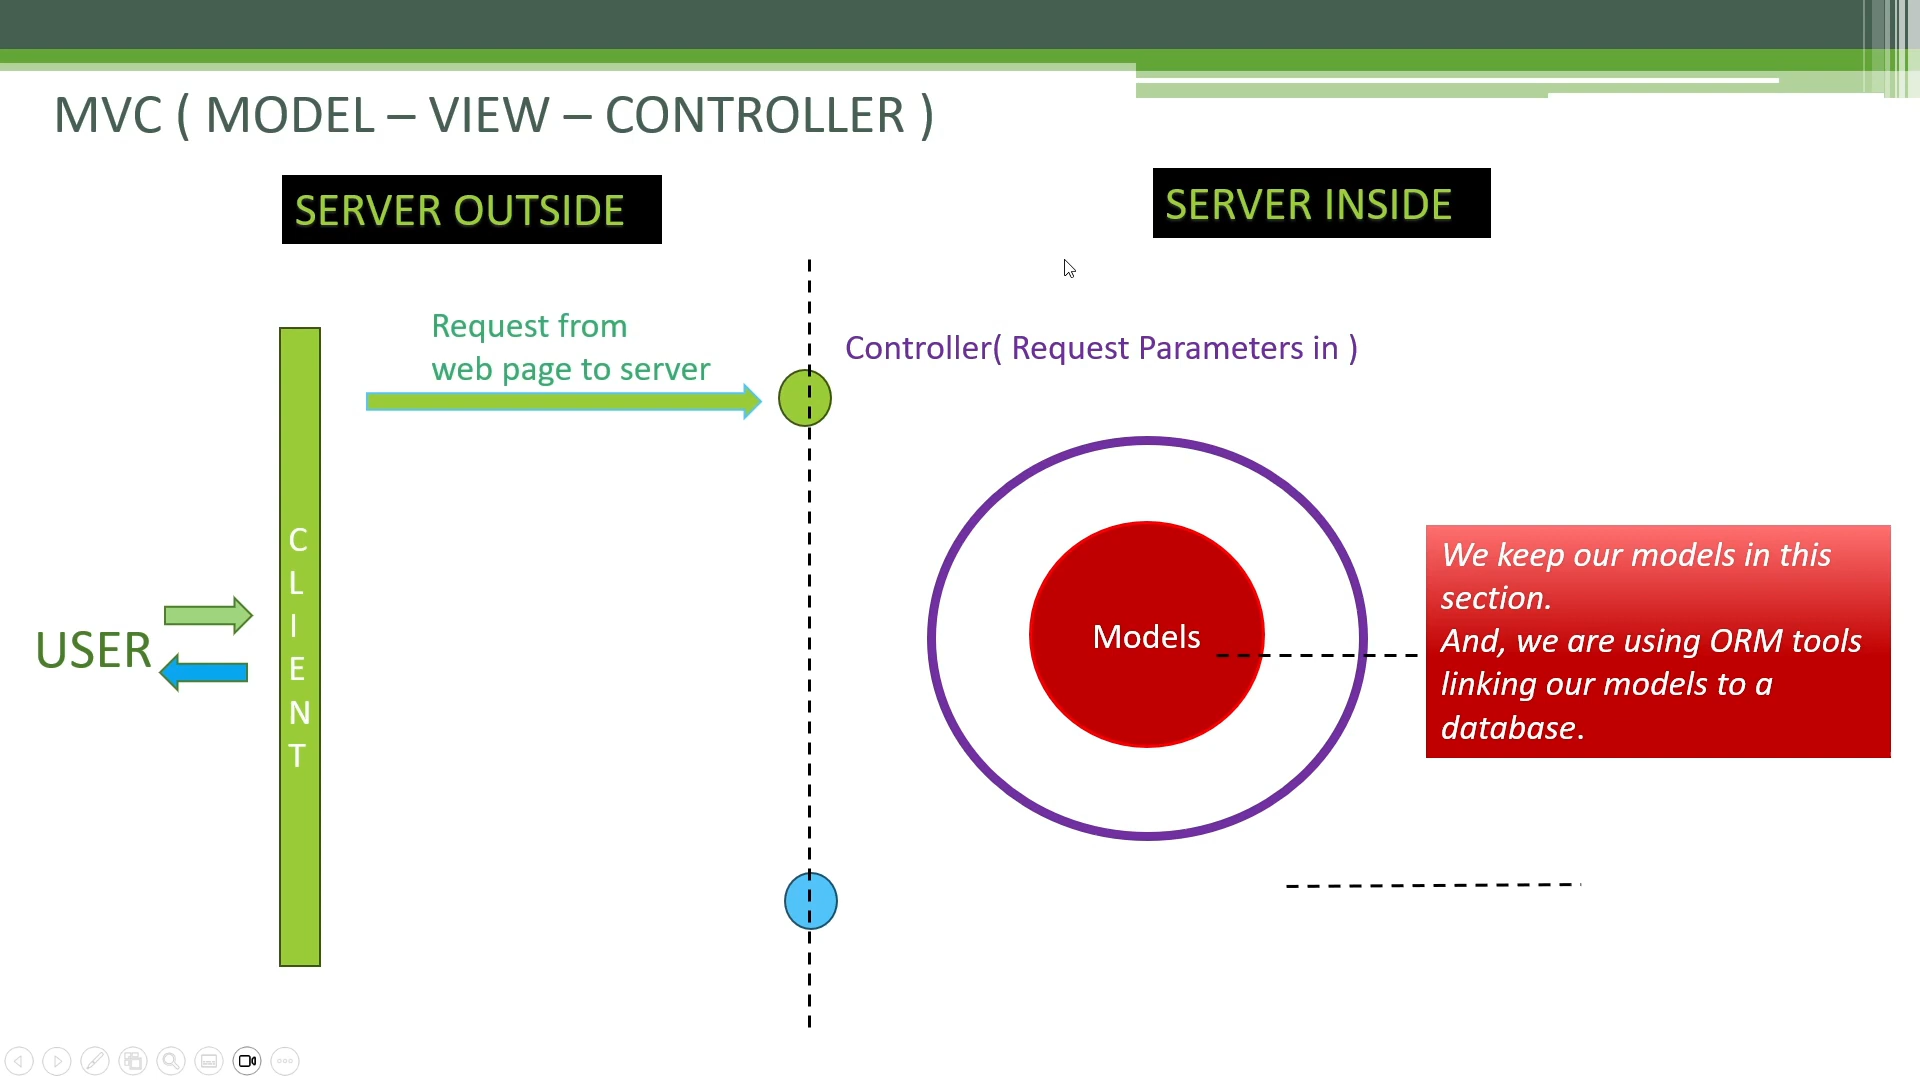 MVC ( MODEL – VIEW – CONTROLLER )
SERVER OUTSIDE
SERVER INSIDE
Request from
web page to server
Controller( Request Parameters in )
CLIENT
USER
Models
We keep our models in this
section.
And, we are using ORM tools
linking our models to a
database.